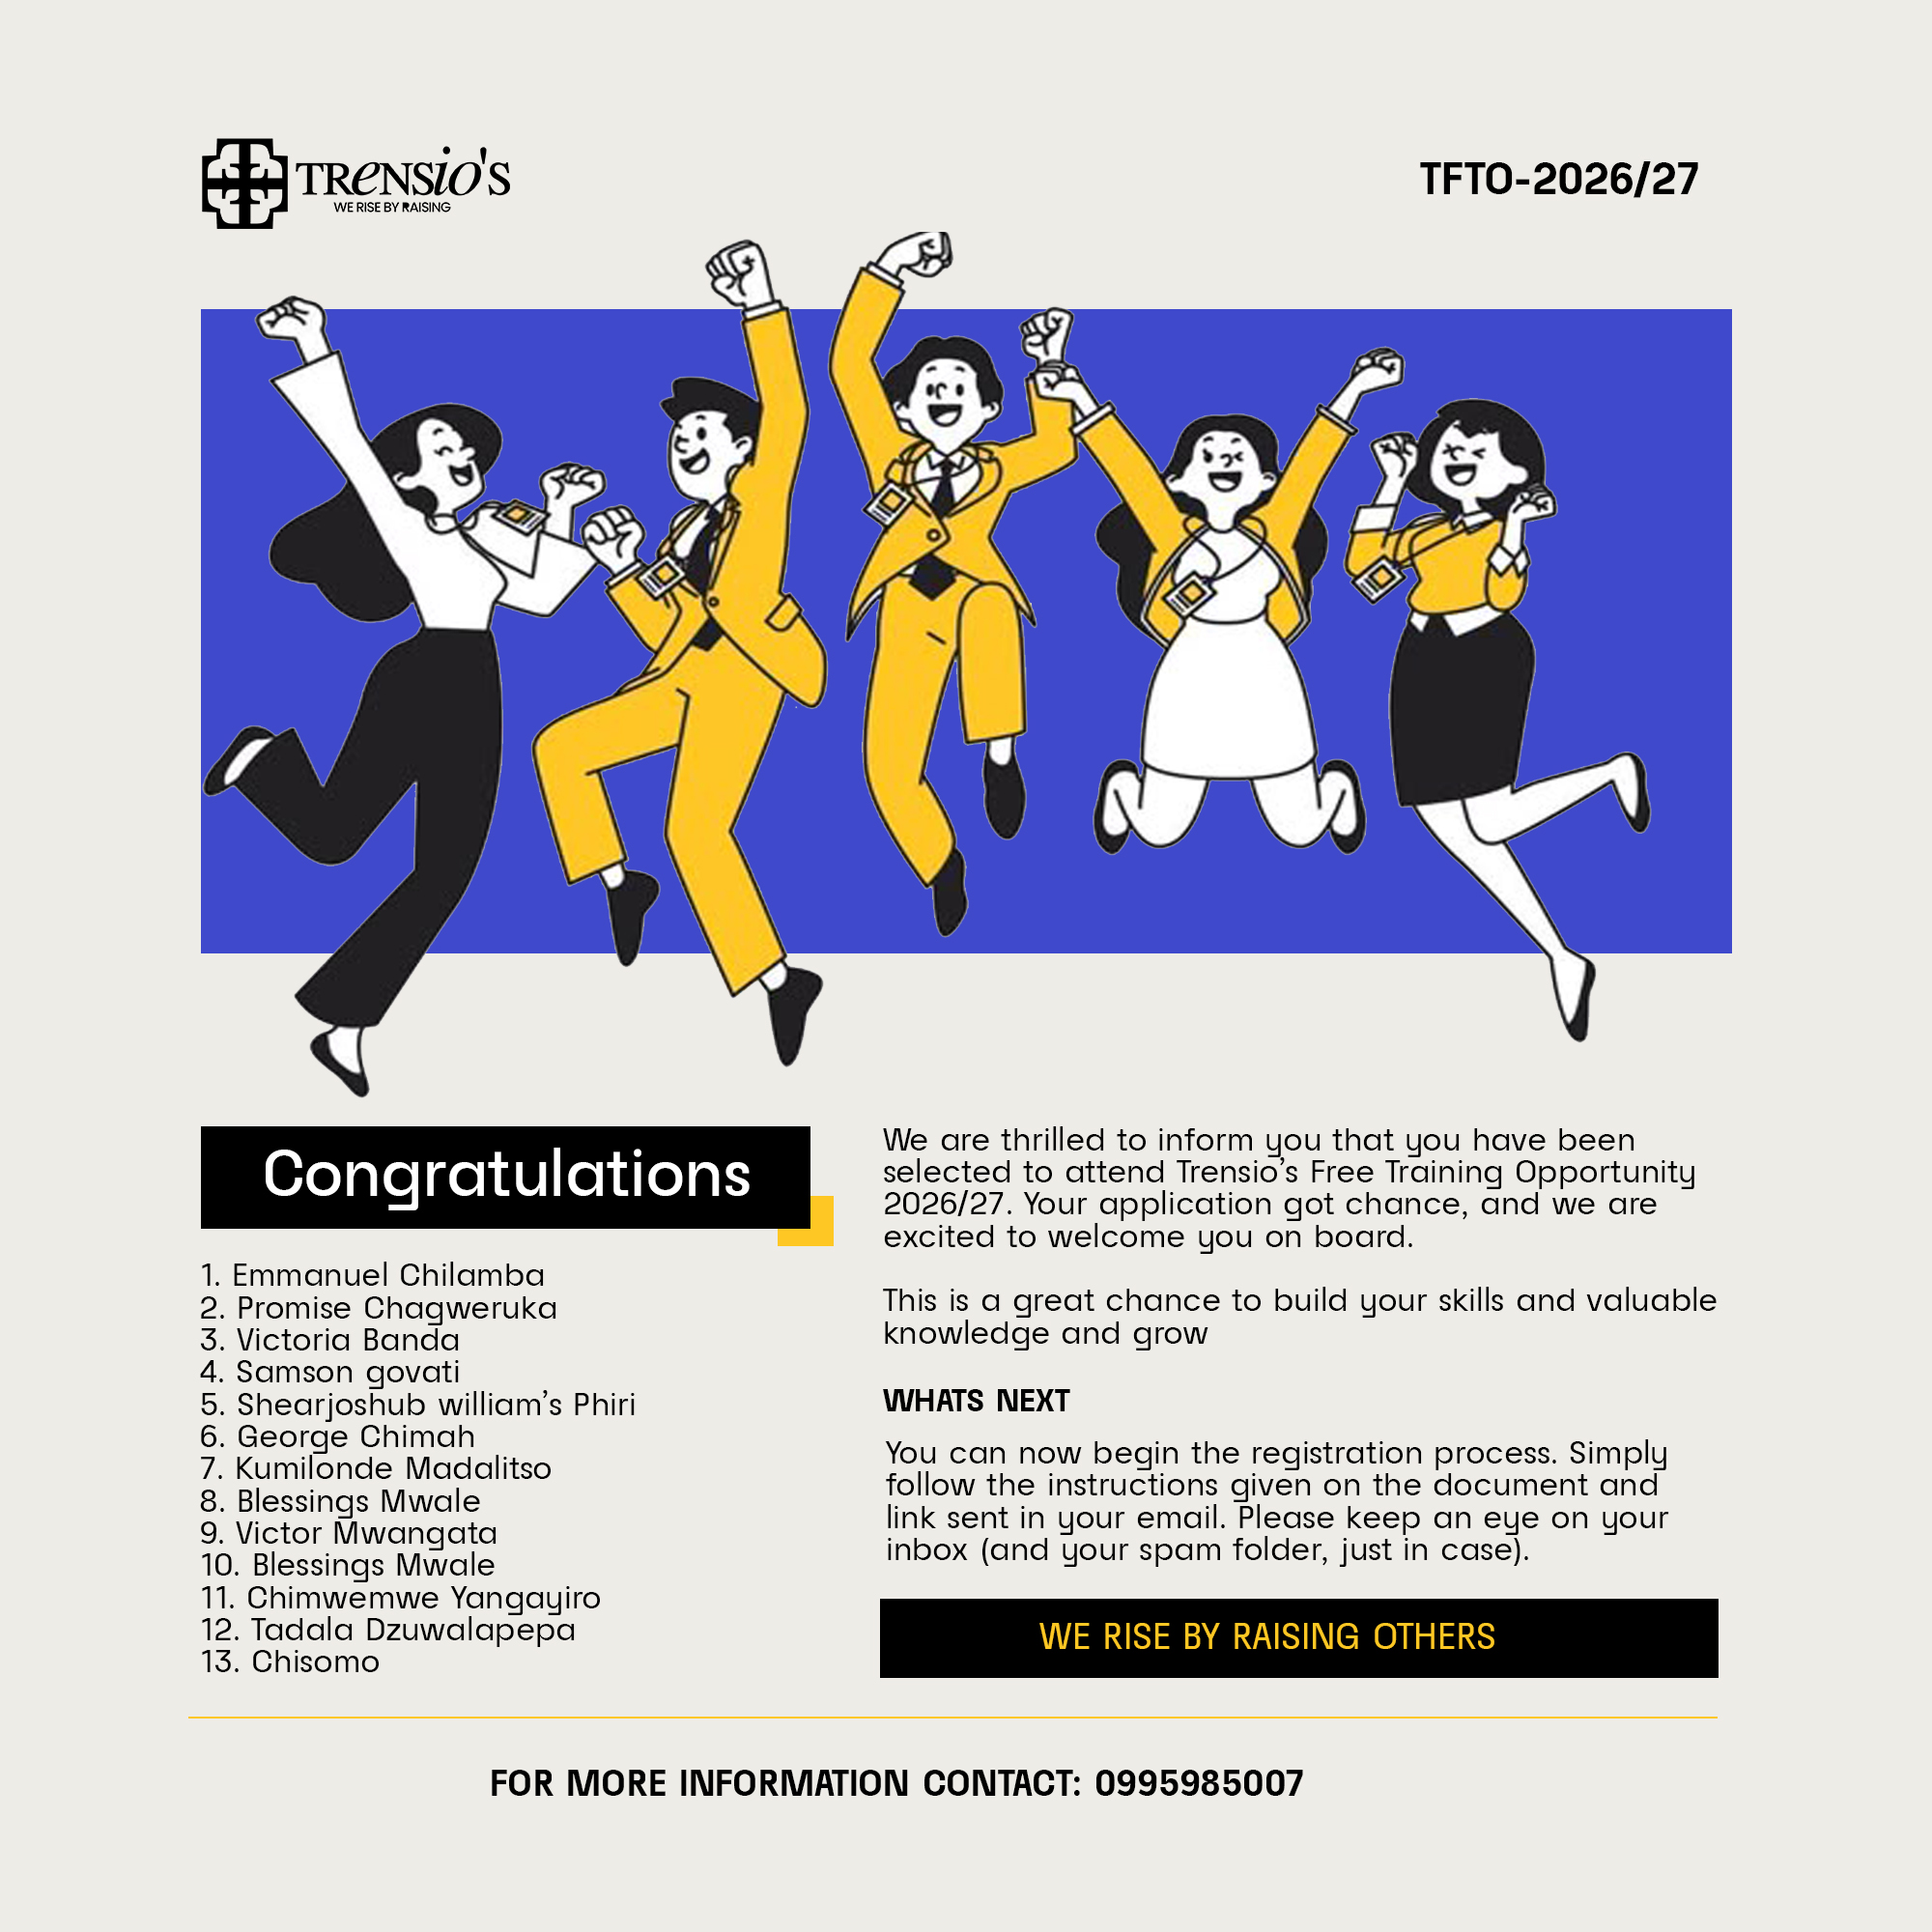 TRENSIO'S
WE RISE BY RAISING
TFTO-2026/27
Congratulations
1. Emmanuel Chilamba
2. Promise Chagweruka
3. Victoria Banda
4. Samson govati
5. Shearjoshub william’s Phiri
6. George Chimah
7. Kumilonde Madalitso
8. Blessings Mwale
9. Victor Mwangata
10. Blessings Mwale
11. Chimwemwe Yangayiro
12. Tadala Dzuwalapepa
13. Chisomo
We are thrilled to inform you that you have been
selected to attend Trensio’s Free Training Opportunity
2026/27. Your application got chance, and we are
excited to welcome you on board.
This is a great chance to build your skills and valuable
knowledge and grow
WHATS NEXT
You can now begin the registration process. Simply
follow the instructions given on the document and
link sent in your email. Please keep an eye on your
inbox (and your spam folder, just in case).
WE RISE BY RAISING OTHERS
FOR MORE INFORMATION CONTACT: 0995985007